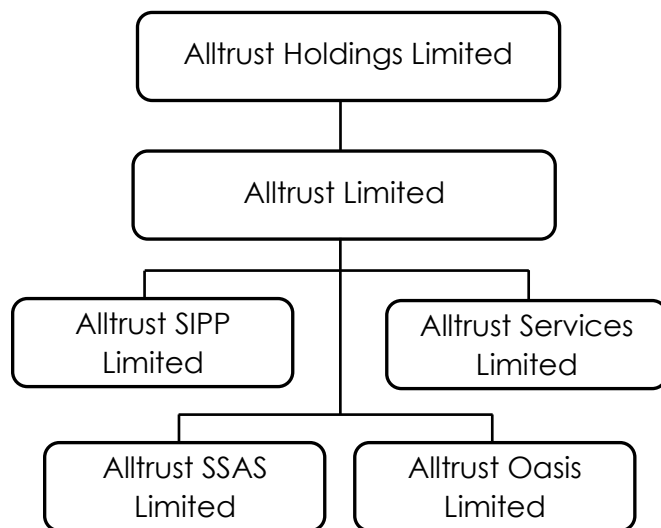 Alltrust Holdings Limited
Alltrust Limited
Alltrust SIPP
Limited
Alltrust Services
Limited
Alltrust SSAS
Limited
Alltrust Oasis
Limited